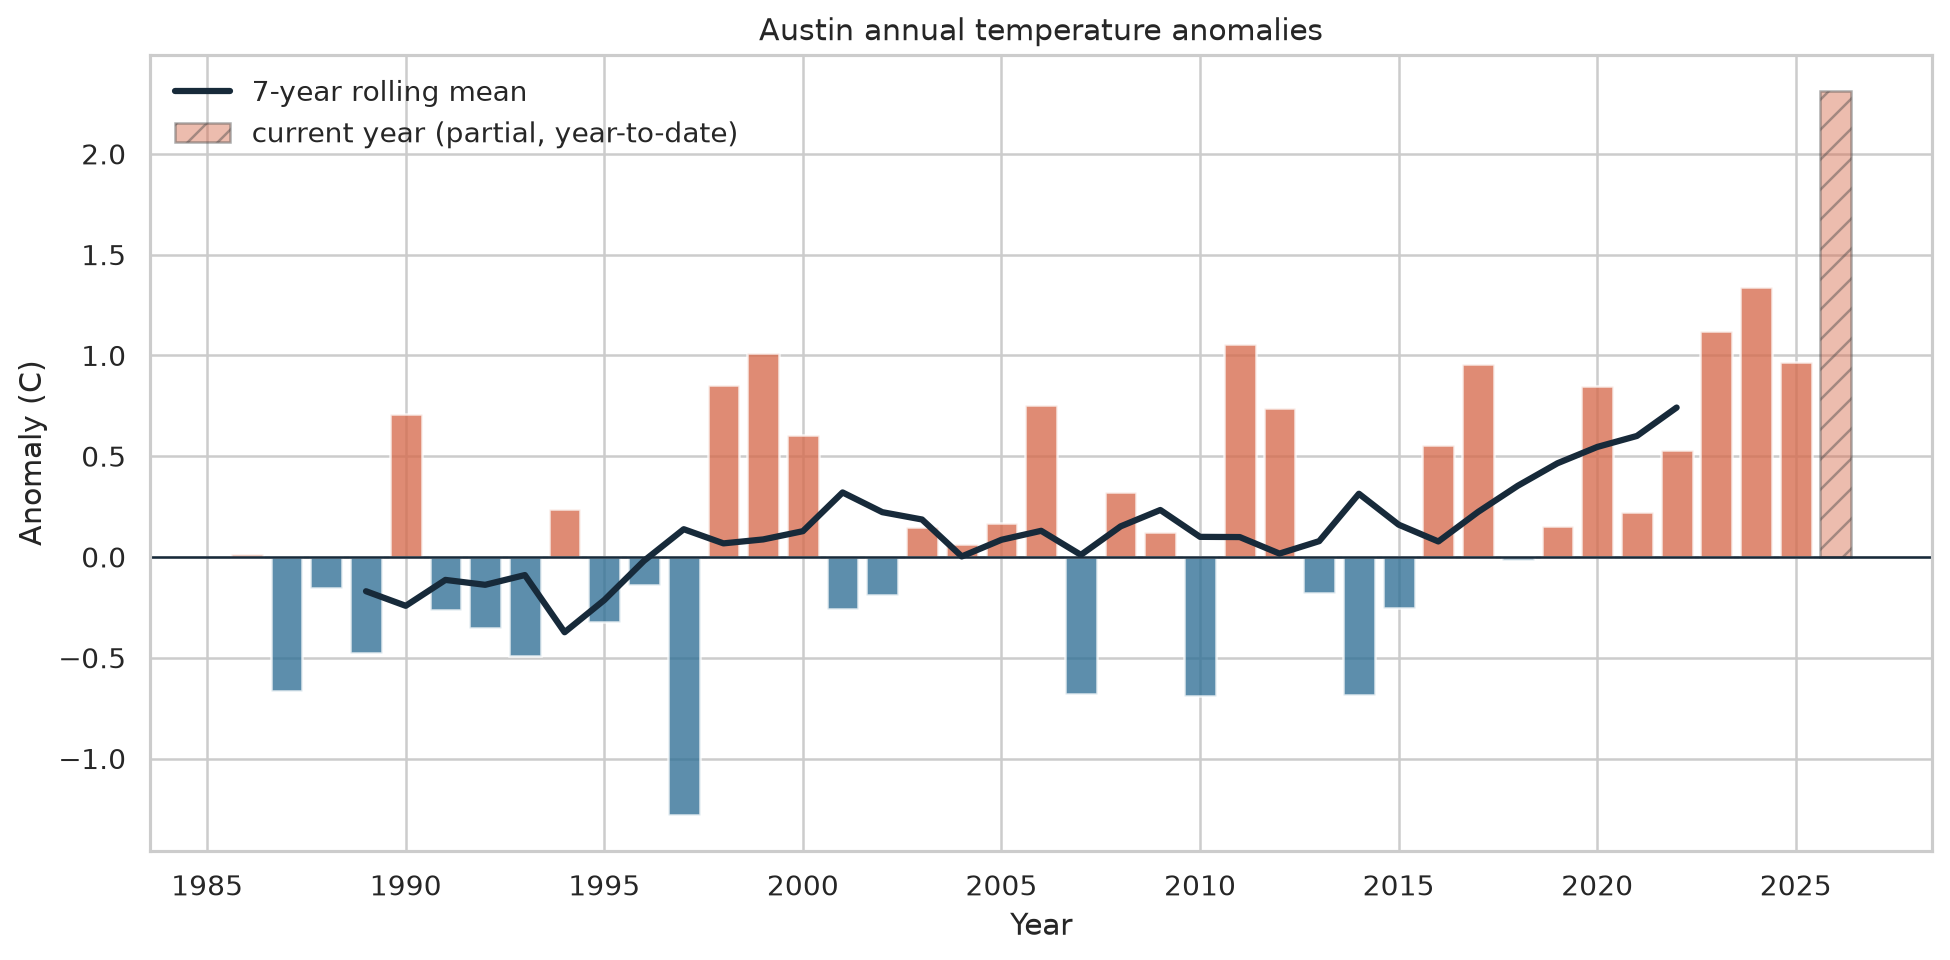 Austin annual temperature anomalies
7-year rolling mean
current year (partial, year-to-date)
Anomaly (C)
2.0
1.5
1.0
0.5
0.0
−0.5
−1.0
1985 1990 1995 2000 2005 2010 2015 2020 2025
Year